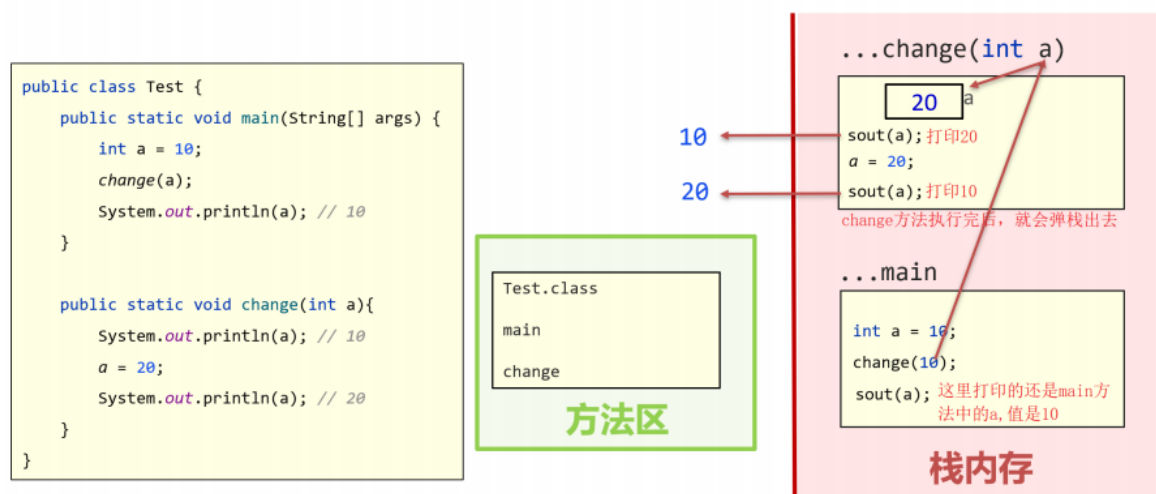 public class Test {
public static void main(String[] args) {
int a = 10;
change(a);
System.out.println(a); // 10
}
public static void change(int a){
System.out.println(a); // 10
a = 20;
System.out.println(a); // 20
}
}
Test.class
main
change
方法区
10
20
...change(int a)
20 a
sout(a); 打印20
a = 20;
sout(a); 打印10
change方法执行完后，就会弹栈出去
...main
int a = 10;
change(10);
sout(a); 这里打印的还是main方
法中的a,值是10
栈内存